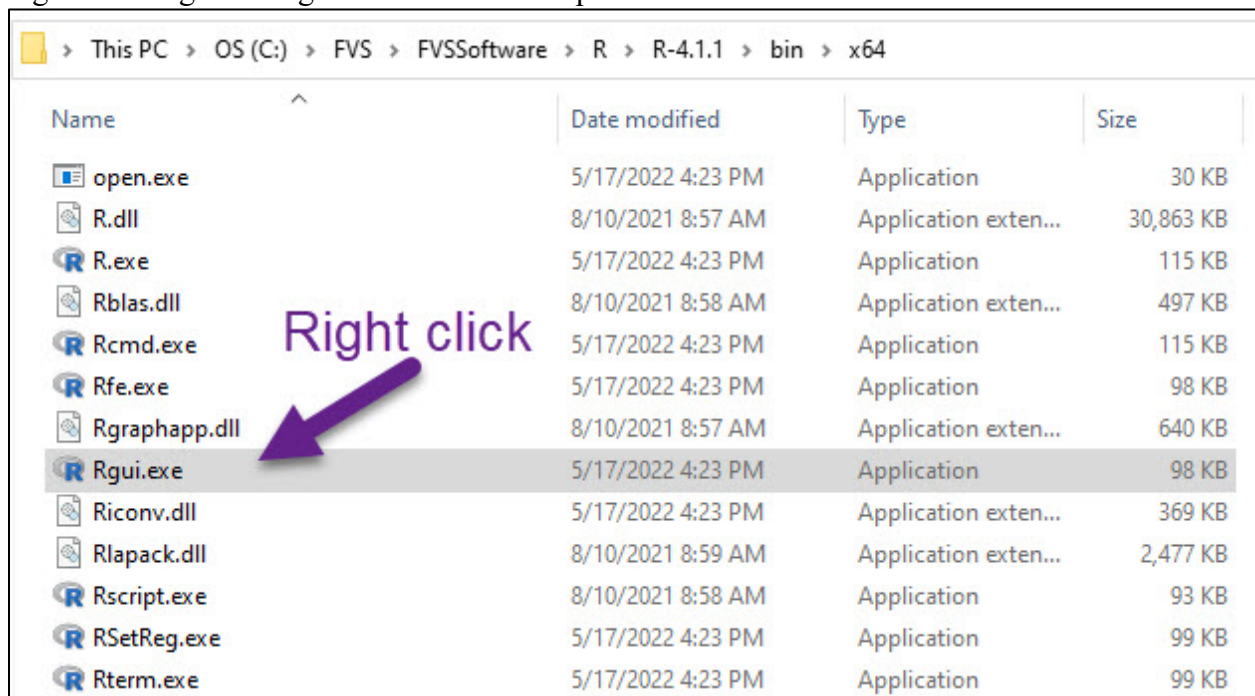 > This PC > OS (C:) > FVS > FVSSoftware > R > R-4.1.1 > bin > x64
Name Date modified Type Size
open.exe 5/17/2022 4:23 PM Application 30 KB
R.dll 8/10/2021 8:57 AM Application exten... 30,863 KB
R.exe 5/17/2022 4:23 PM Application 115 KB
Rblas.dll 8/10/2021 8:58 AM Application exten... 497 KB
Rcmd.exe 5/17/2022 4:23 PM Application 115 KB
Right click
Rfe.exe 5/17/2022 4:23 PM Application 98 KB
Rgraphapp.dll 8/10/2021 8:57 AM Application exten... 640 KB
Rgui.exe 5/17/2022 4:23 PM Application 98 KB
Riconv.dll 5/17/2022 4:23 PM Application exten... 369 KB
Rlapack.dll 8/10/2021 8:59 AM Application exten... 2,477 KB
Rscript.exe 8/10/2021 8:58 AM Application 93 KB
RSetReg.exe 5/17/2022 4:23 PM Application 99 KB
Rterm.exe 5/17/2022 4:23 PM Application 99 KB